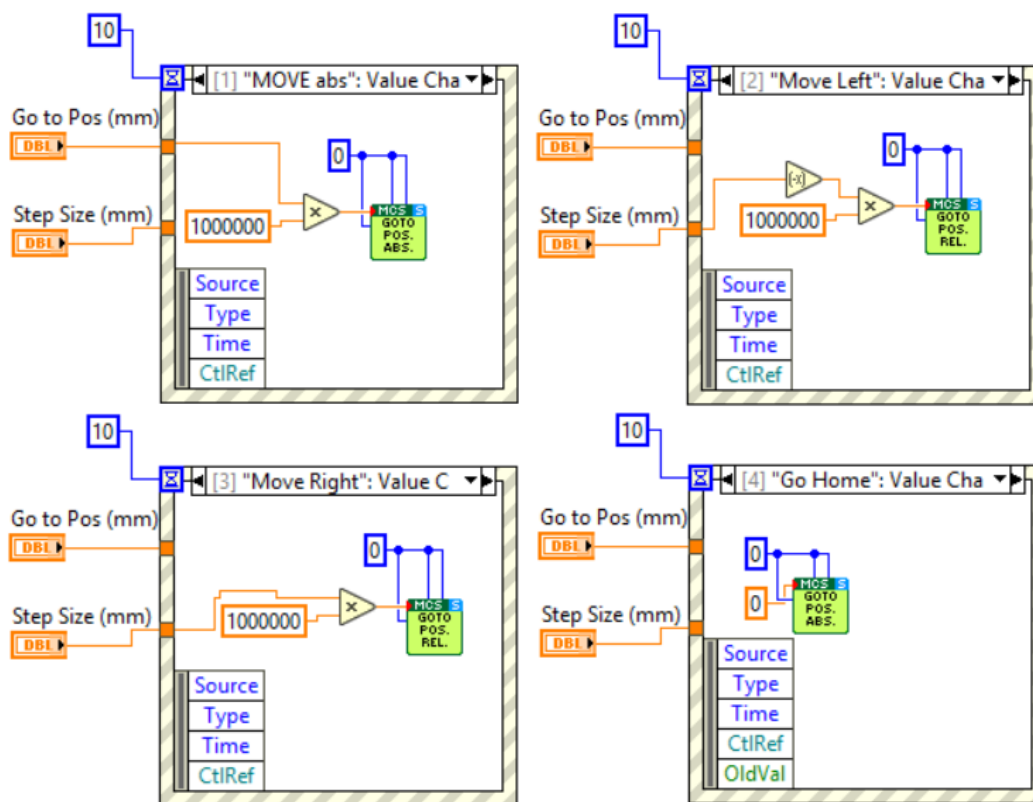 10
[1] "MOVE abs": Value Cha
Go to Pos (mm)
DBL
0
Step Size (mm)
DBL
1000000
x
MCS S
GOTO
POS.
ABS.
Source
Type
Time
CtlRef
10
[2] "Move Left": Value Cha
Go to Pos (mm)
DBL
0
(-x)
Step Size (mm)
DBL
1000000
x
MCS S
GOTO
POS.
REL.
Source
Type
Time
CtlRef
10
[3] "Move Right": Value C
Go to Pos (mm)
DBL
0
Step Size (mm)
DBL
1000000
x
MCS S
GOTO
POS.
REL.
Source
Type
Time
CtlRef
10
[4] "Go Home": Value Cha
Go to Pos (mm)
DBL
0
0
Step Size (mm)
DBL
MCS S
GOTO
POS.
ABS.
Source
Type
Time
CtlRef
OldVal